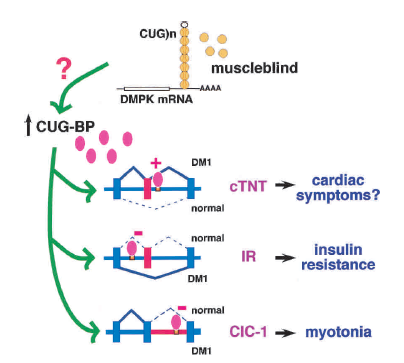 CUG)n
?
muscleblind
AAAA
DMPK mRNA
CUG-BP
+
DM1
cTNT
cardiac
symptoms?
normal
-
normal
IR
insulin
resistance
DM1
-
normal
ClC-1
myotonia
DM1